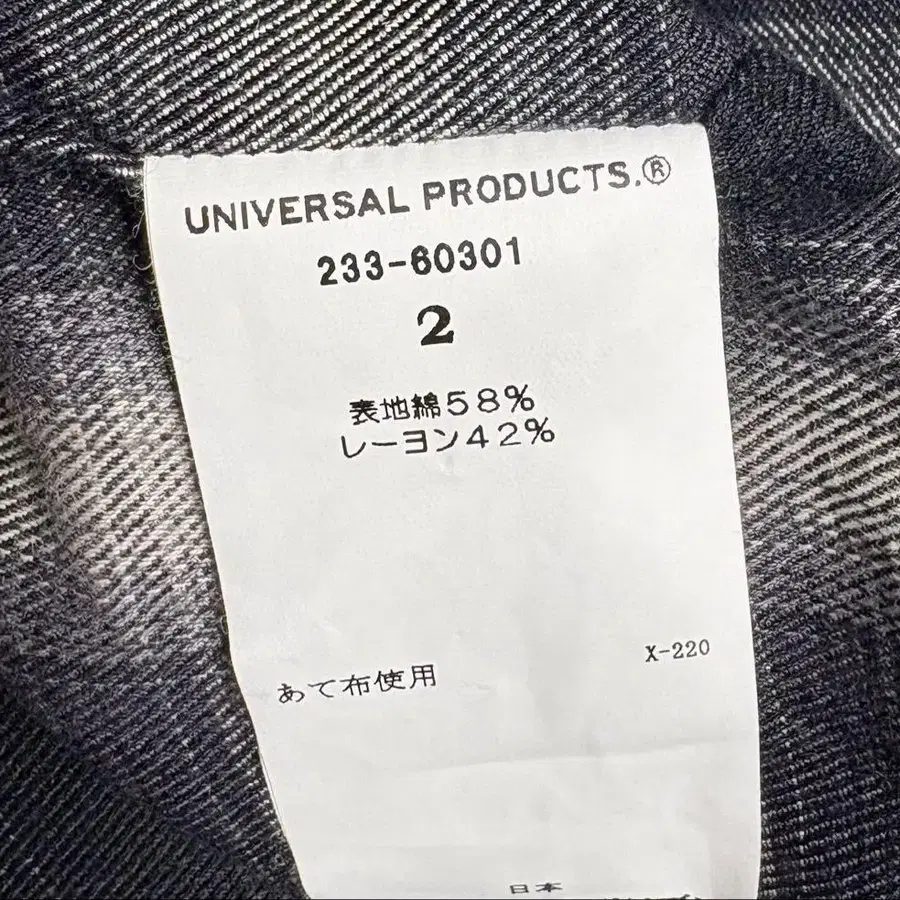 UNIVERSAL PRODUCTS.®
233-60301
2
表地綿58%
レーヨン42%
X-220
あて布使用
日本